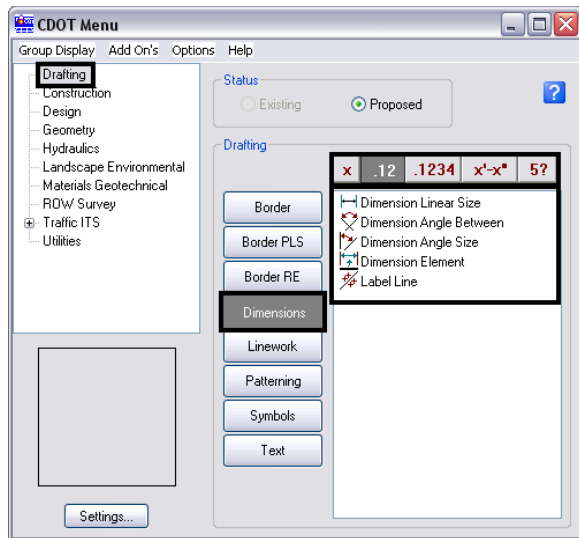 CDOT Menu
Group Display Add On's Options Help
Drafting
Construction
Design
Geometry
Hydraulics
Landscape Environmental
Materials Geotechnical
ROW Survey
Traffic ITS
Utilities
Settings...
Status
Existing
Proposed
?
Drafting
x .12 .1234 x'-x" 5?
Border
Border PLS
Border RE
Dimensions
Linework
Patterning
Symbols
Text
Dimension Linear Size
Dimension Angle Between
Dimension Angle Size
Dimension Element
Label Line